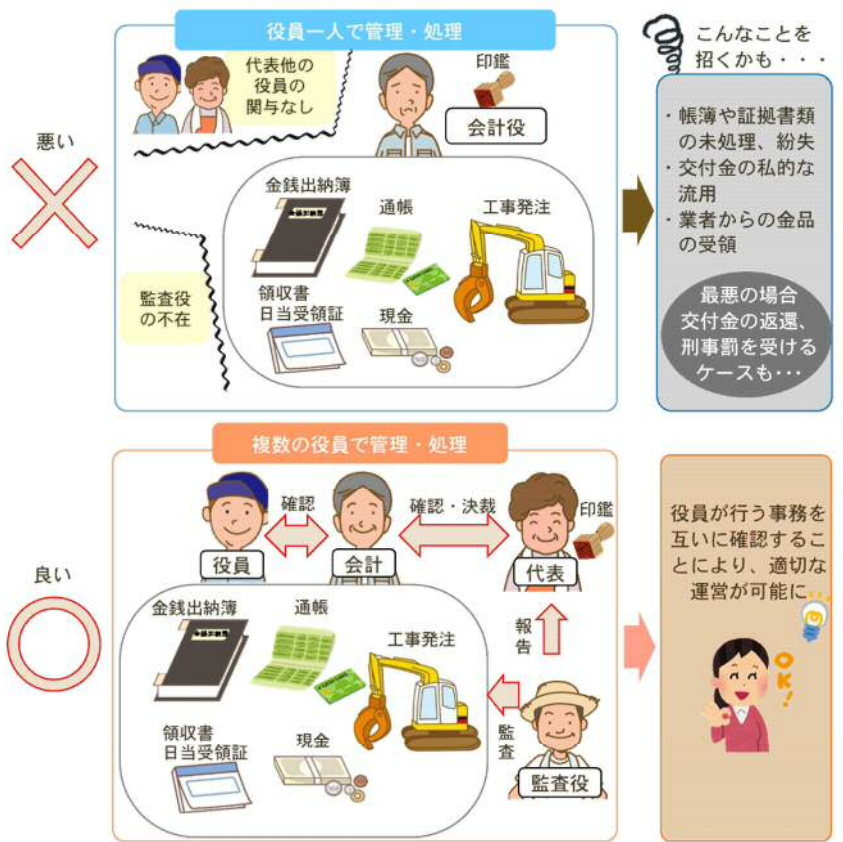 役員一人で管理・処理
代表他の
役員の
関与なし
印鑑
会計役
悪い
金銭出納簿
通帳
工事発注
監査役
の不在
領収書
日当受領証
現金
こんなことを
招くかも・・・
・帳簿や証拠書類
の未処理、紛失
・交付金の私的な
流用
・業者からの金品
の受領
最悪の場合
交付金の返還、
刑事罰を受ける
ケースも･･･
複数の役員で管理・処理
確認
確認・決裁
印鑑
役員
会計
代表
良い
金銭出納簿
通帳
工事発注
報告
領収書
日当受領証
現金
監査
監査役
役員が行う事務を
互いに確認するこ
とにより、適切な
運営が可能に
OK!